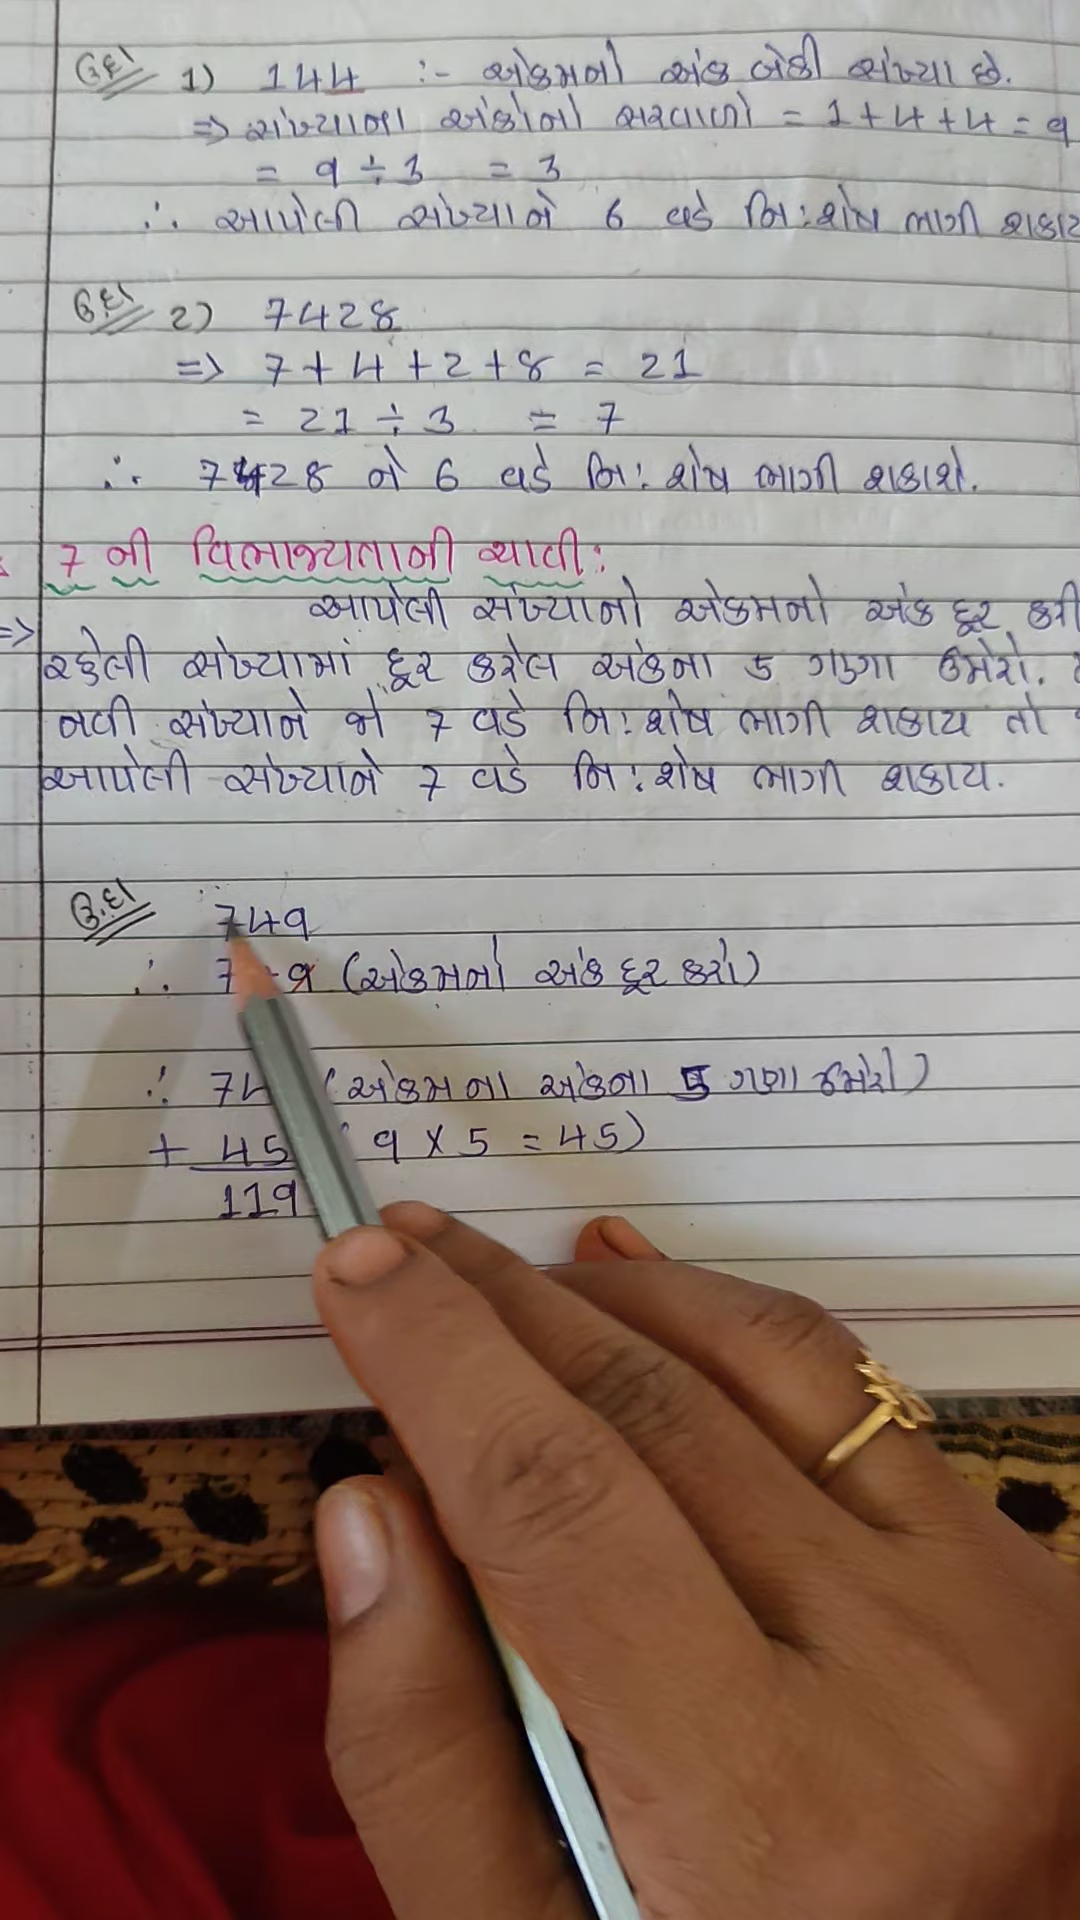 ઉદા 1) 144 :- એકમનો અંક બેકી સંખ્યા છે.
=> સંખ્યાના અંકોનો સરવાળો = 1+4+4 = 9
= 9 ÷ 3 = 3
∴ આપેલી સંખ્યાને 6 વડે નિ:શેષ ભાગી શકાય
ઉદા 2) 7428
=> 7+4+2+8 = 21
= 21 ÷ 3 = 7
∴ 7428 ને 6 વડે નિ:શેષ ભાગી શકાશે.
7 ની વિભાજ્યતાની ચાવી:
=> આપેલી સંખ્યાનો એકમનો અંક દૂર કરી
રહેલી સંખ્યામાં દૂર કરેલ અંકના 5 ગણા ઉમેરો.
નવી સંખ્યાને જો 7 વડે નિ:શેષ ભાગી શકાય તો
આપેલી સંખ્યાને 7 વડે નિ:શેષ ભાગી શકાય.
ઉદા 749
∴ 7 9 (એકમનો અંક દૂર કરો)
∴ 74 (એકમના અંકના 5 ગણા ઉમેરો)
+ 45 (9 × 5 = 45)
119